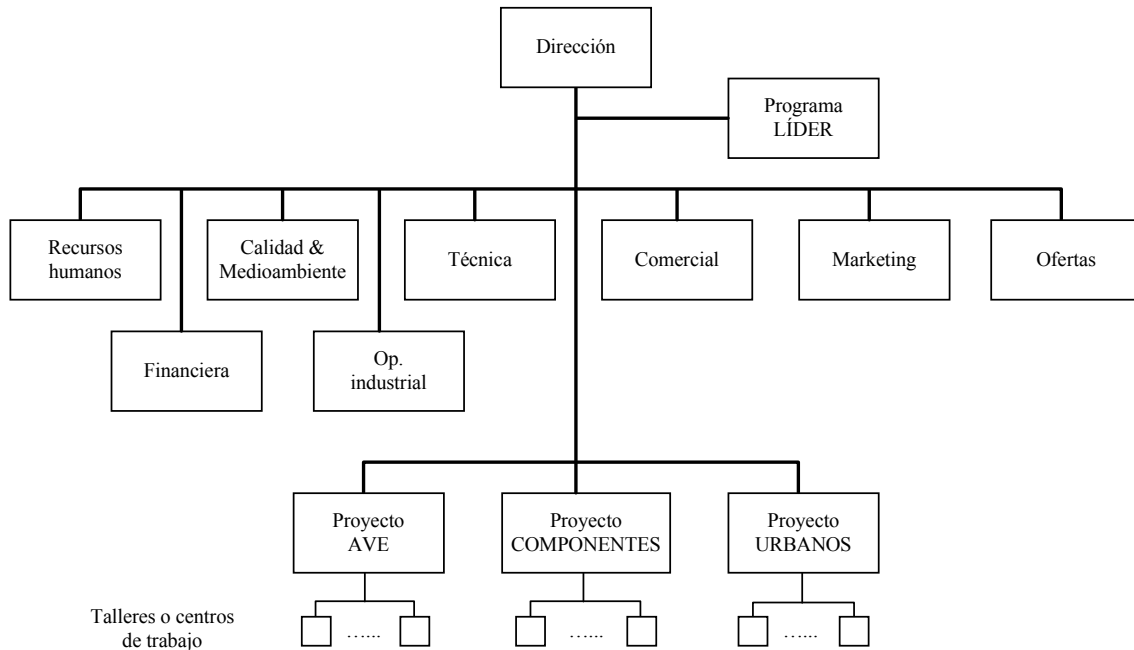 Dirección
Programa
LÍDER
Recursos
humanos
Calidad &
Medioambiente
Técnica
Comercial
Marketing
Ofertas
Financiera
Op.
industrial
Proyecto
AVE
Proyecto
COMPONENTES
Proyecto
URBANOS
Talleres o centros
de trabajo
…....
…....
…....